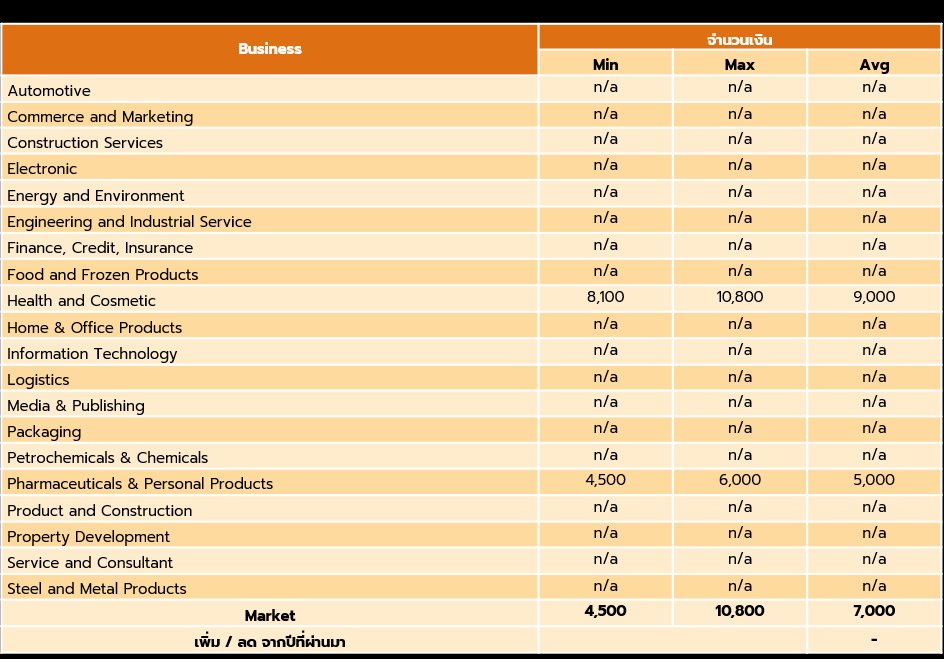 Business จำนวนเงิน
Min Max Avg
Automotive n/a n/a n/a
Commerce and Marketing n/a n/a n/a
Construction Services n/a n/a n/a
Electronic n/a n/a n/a
Energy and Environment n/a n/a n/a
Engineering and Industrial Service n/a n/a n/a
Finance, Credit, Insurance n/a n/a n/a
Food and Frozen Products n/a n/a n/a
Health and Cosmetic 8,100 10,800 9,000
Home & Office Products n/a n/a n/a
Information Technology n/a n/a n/a
Logistics n/a n/a n/a
Media & Publishing n/a n/a n/a
Packaging n/a n/a n/a
Petrochemicals & Chemicals n/a n/a n/a
Pharmaceuticals & Personal Products 4,500 6,000 5,000
Product and Construction n/a n/a n/a
Property Development n/a n/a n/a
Service and Consultant n/a n/a n/a
Steel and Metal Products n/a n/a n/a
Market 4,500 10,800 7,000
เพิ่ม / ลด จากปีที่ผ่านมา -